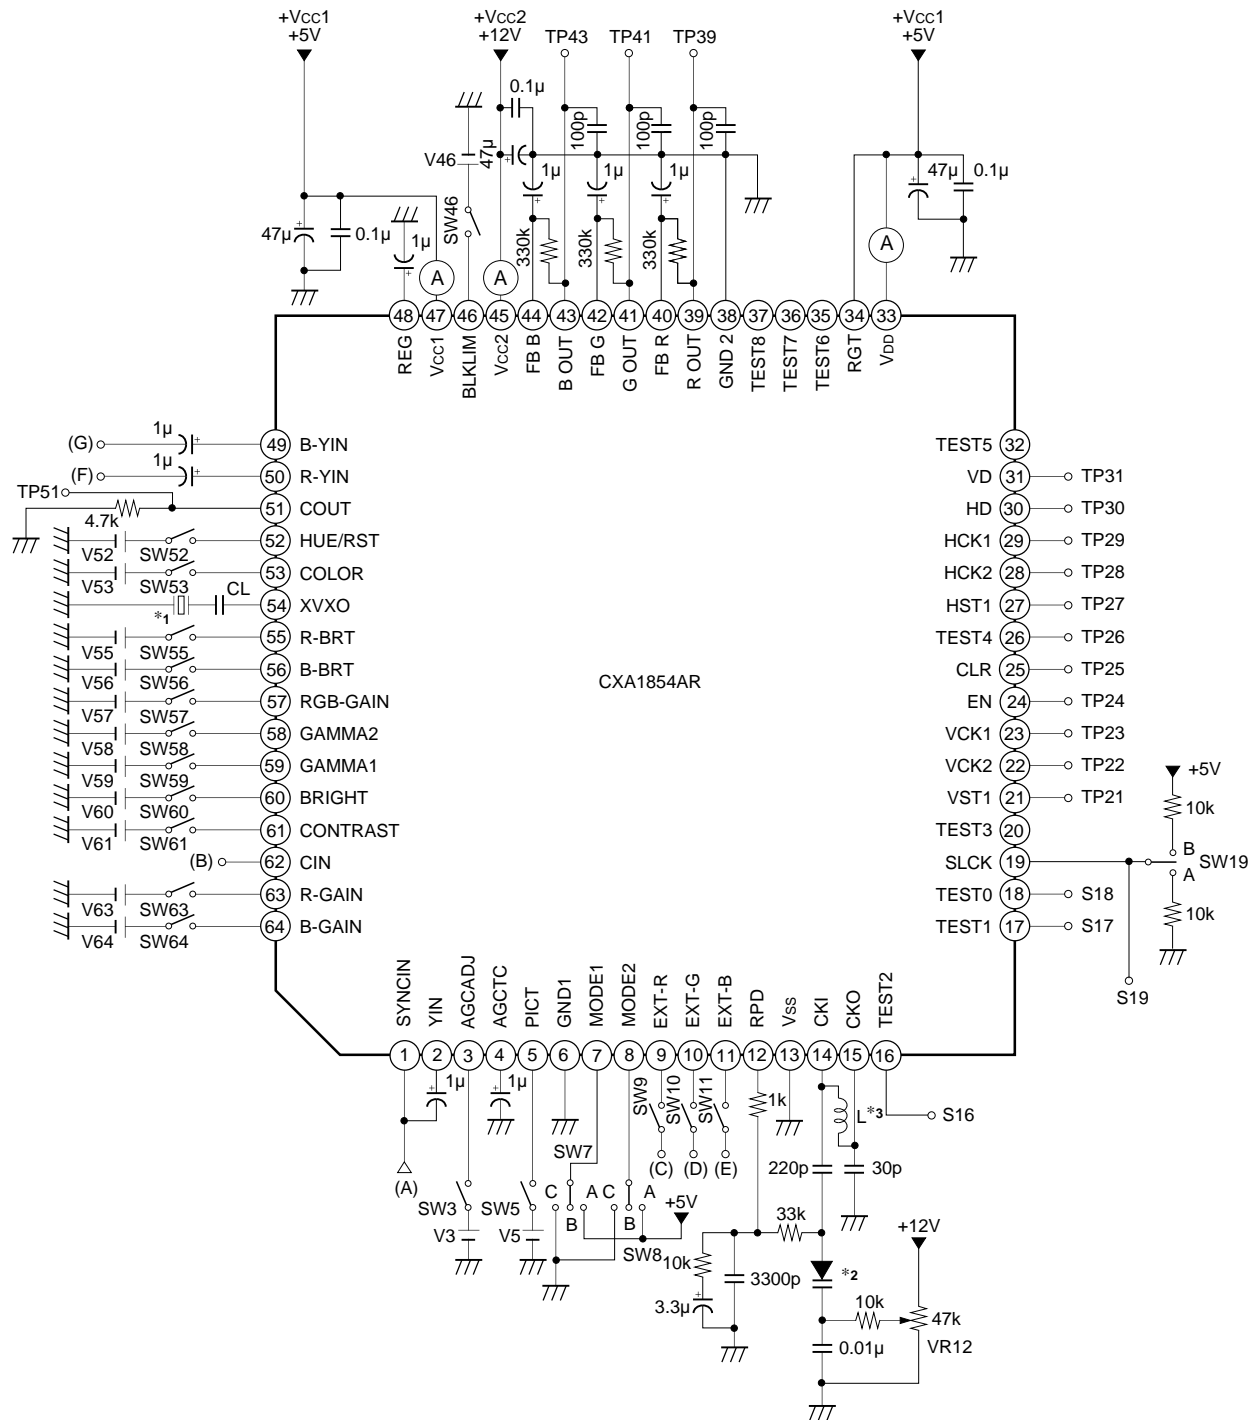 +Vcc1
+5V
+Vcc2
+12V
TP43
TP41
TP39
+Vcc1
+5V
0.1µ
100p
100p
100p
V46
47µ
47µ
0.1µ
1µ
1µ
1µ
SW46
47µ
0.1µ
1µ
330k
330k
330k
A
A
A
48
47
46
45
44
43
42
41
40
39
38
37
36
35
34
33
REG
Vcc1
BLKLIM
Vcc2
FB B
B OUT
FB G
G OUT
FB R
R OUT
GND 2
TEST8
TEST7
TEST6
RGT
VDD
(G)
1µ
49
B-YIN
(F)
1µ
50
R-YIN
TP51
4.7k
51
COUT
V52
SW52
52
HUE/RST
V53
SW53
53
COLOR
*1
CL
54
XVXO
V55
SW55
55
R-BRT
V56
SW56
56
B-BRT
V57
SW57
57
RGB-GAIN
V58
SW58
58
GAMMA2
V59
SW59
59
GAMMA1
V60
SW60
60
BRIGHT
V61
SW61
61
CONTRAST
(B)
62
CIN
V63
SW63
63
R-GAIN
V64
SW64
64
B-GAIN
CXA1854AR
TEST5
32
VD
31
TP31
HD
30
TP30
HCK1
29
TP29
HCK2
28
TP28
HST1
27
TP27
TEST4
26
TP26
CLR
25
TP25
EN
24
TP24
VCK1
23
TP23
VCK2
22
TP22
VST1
21
TP21
TEST3
20
SLCK
19
TEST0
18
S18
TEST1
17
S17
+5V
10k
B
SW19
A
10k
S19
SYNCIN
YIN
AGCADJ
AGCTC
PICT
GND1
MODE1
MODE2
EXT-R
EXT-G
EXT-B
RPD
Vss
CKI
CKO
TEST2
1
2
3
4
5
6
7
8
9
10
11
12
13
14
15
16
1µ
1µ
SW9
SW10
SW11
1k
L*3
S16
(A)
SW7
(C)
(D)
(E)
220p
30p
SW3
SW5
C
A
C
A
+5V
V3
V5
B
B
SW8
33k
+12V
10k
3300p
*2
3.3µ
10k
47k
0.01µ
VR12